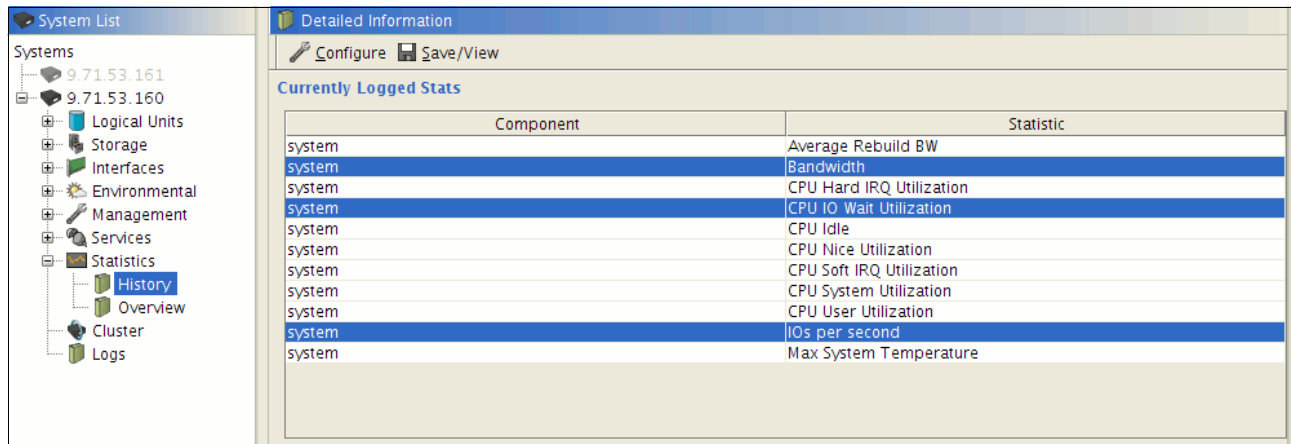 System List
Systems
9.71.53.161
9.71.53.160
Logical Units
Storage
Interfaces
Environmental
Management
Services
Statistics
History
Overview
Cluster
Logs
Detailed Information
Configure Save/View
Currently Logged Stats
Component Statistic
system Average Rebuild BW
system Bandwidth
system CPU Hard IRQ Utilization
system CPU IO Wait Utilization
system CPU Idle
system CPU Nice Utilization
system CPU Soft IRQ Utilization
system CPU System Utilization
system CPU User Utilization
system IOs per second
system Max System Temperature